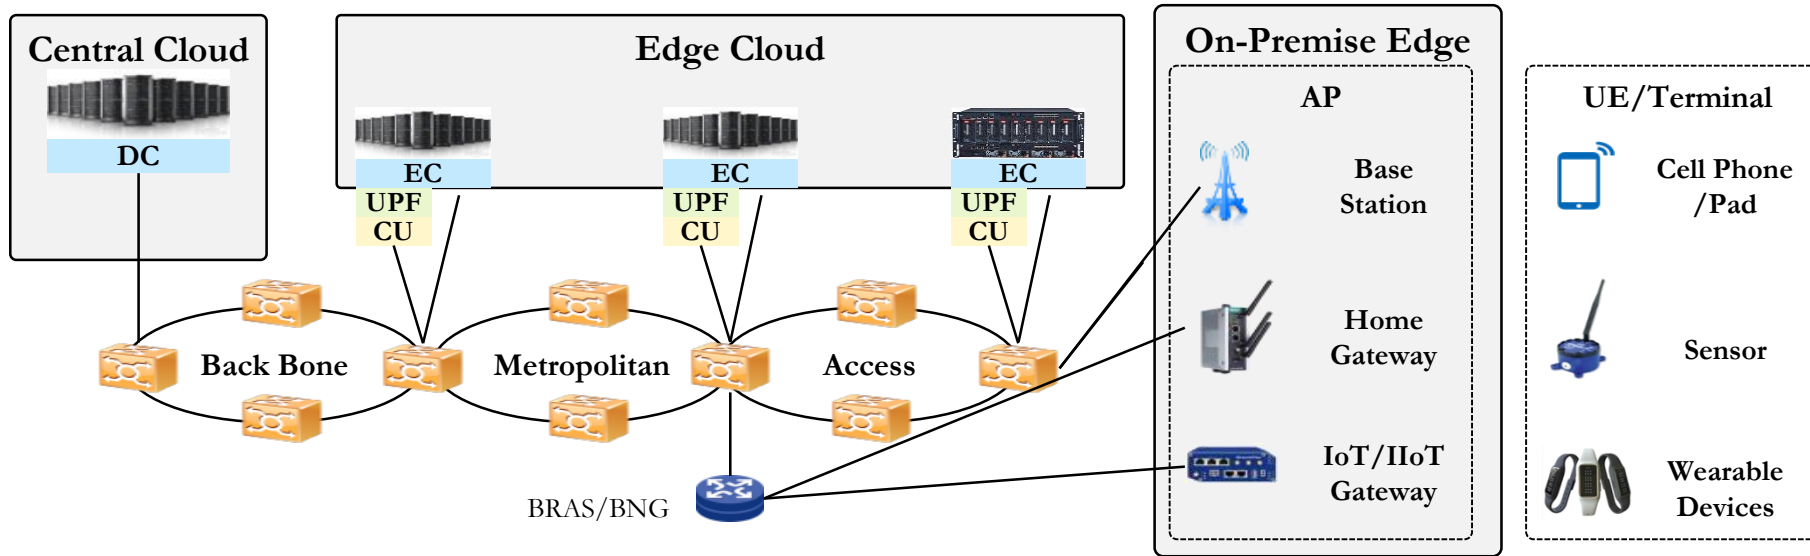 Central Cloud
DC
Edge Cloud
EC
UPF
CU
EC
UPF
CU
EC
UPF
CU
On-Premise Edge
AP
Base
Station
Home
Gateway
IoT/IIoT
Gateway
UE/Terminal
Cell Phone
/Pad
Sensor
Wearable
Devices
Back Bone
Metropolitan
Access
BRAS/BNG